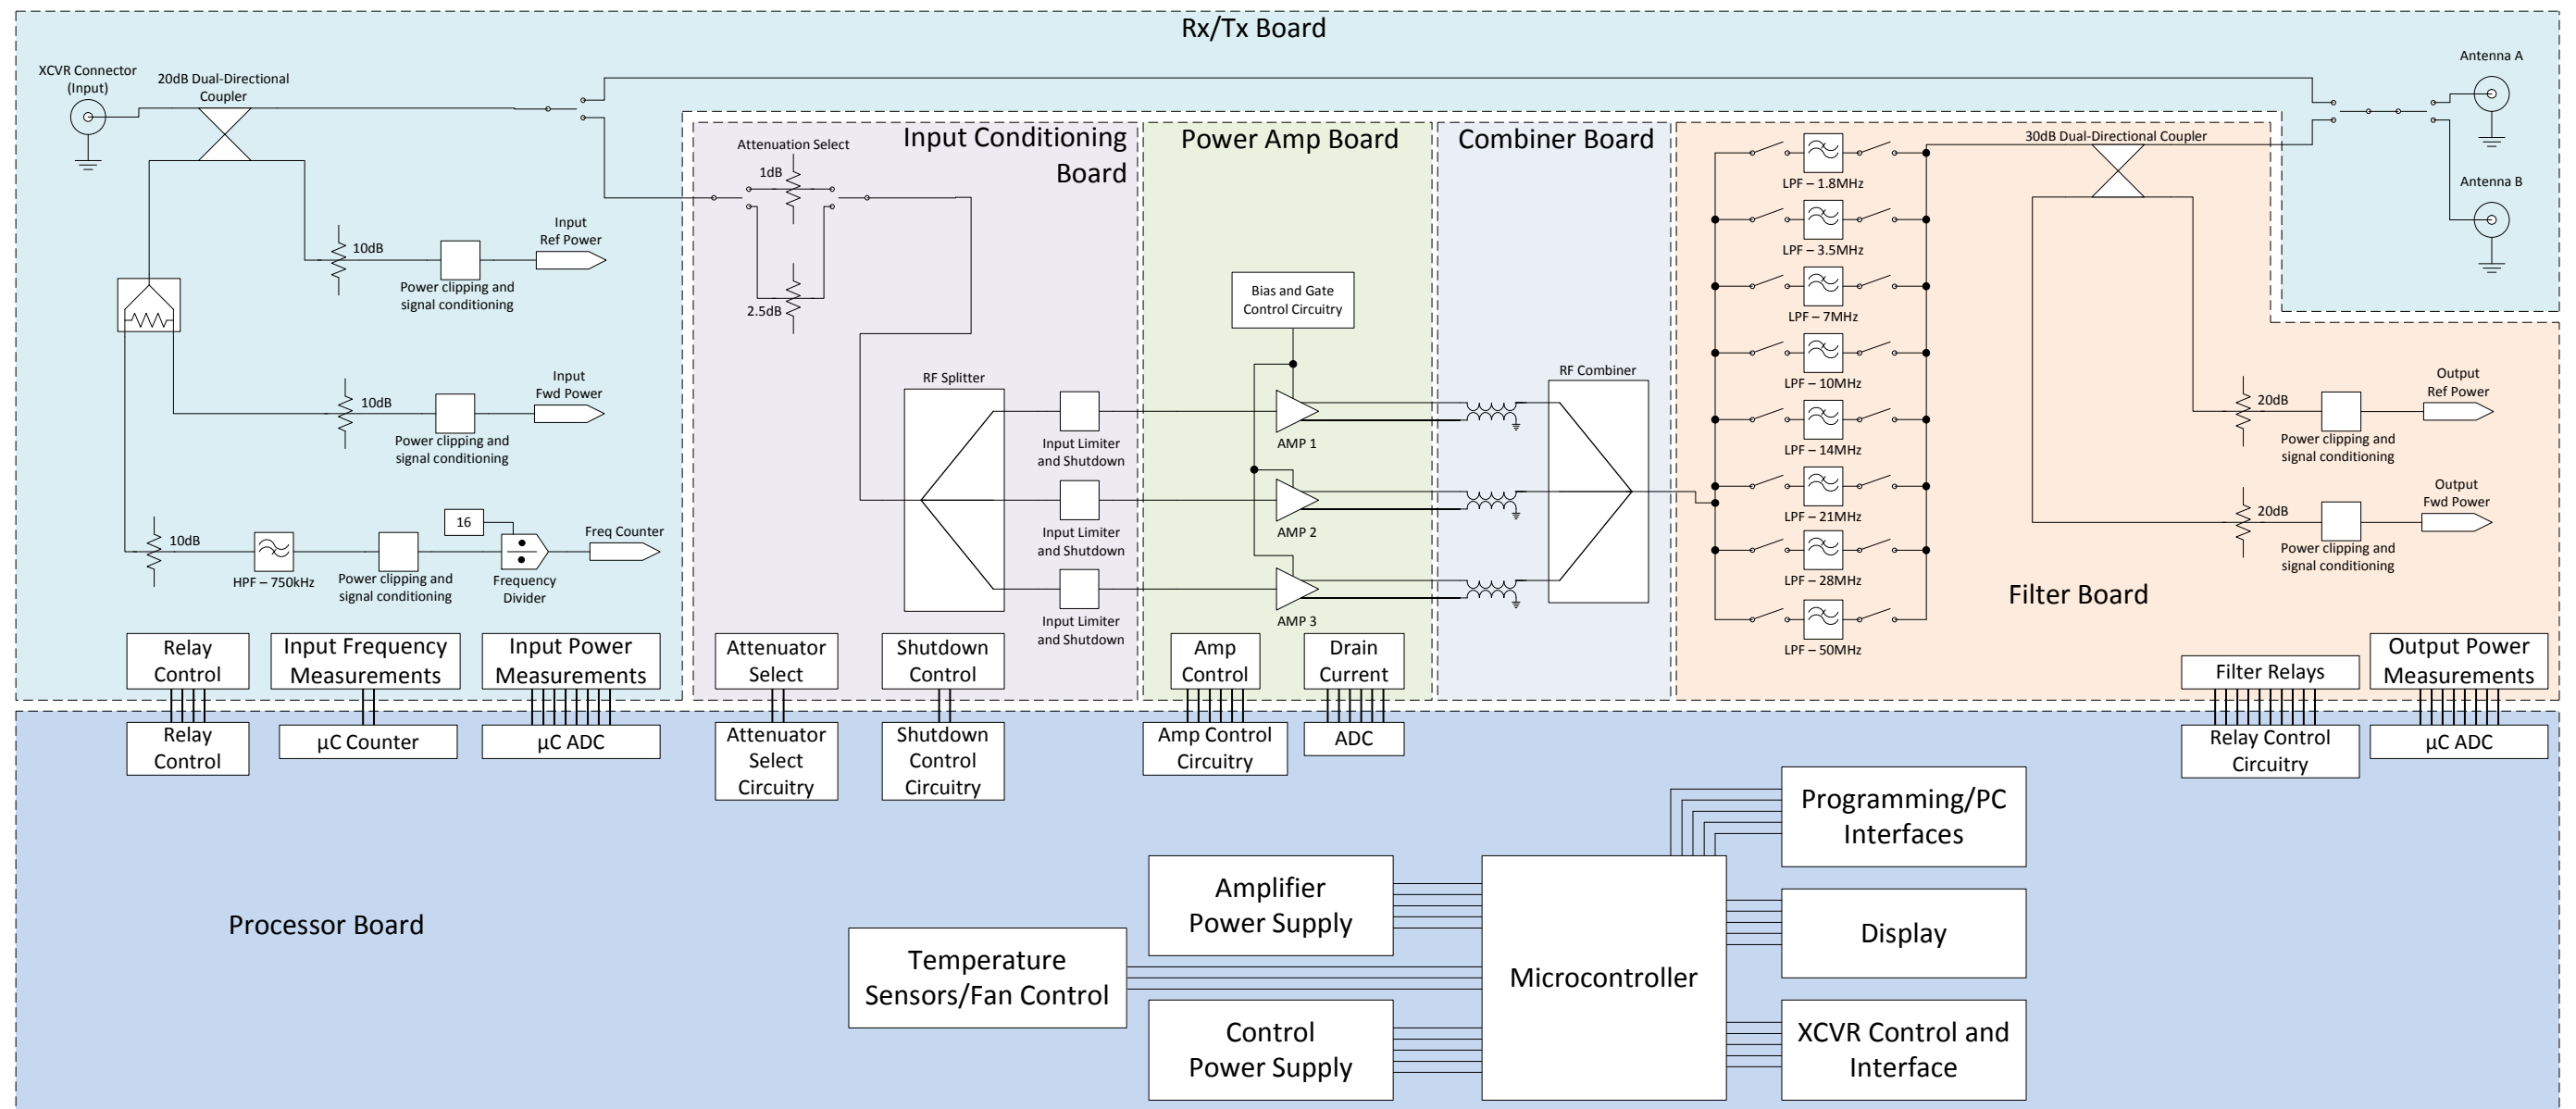 Rx/Tx Board
XCVR Connector
(Input)
20dB Dual-Directional
Coupler
10dB
Input
Ref Power
Power clipping and
signal conditioning
10dB
Input
Fwd Power
Power clipping and
signal conditioning
10dB
HPF – 750kHz
Power clipping and
signal conditioning
16
Frequency
Divider
Freq Counter
Antenna A
Antenna B
Relay
Control
Input Frequency
Measurements
Input Power
Measurements
Input Conditioning
Board
Attenuation Select
1dB
2.5dB
RF Splitter
Input Limiter
and Shutdown
Input Limiter
and Shutdown
Input Limiter
and Shutdown
Attenuator
Select
Shutdown
Control
Power Amp Board
Bias and Gate
Control Circuitry
AMP 1
AMP 2
AMP 3
Amp
Control
Drain
Current
Combiner Board
RF Combiner
30dB Dual-Directional Coupler
LPF – 1.8MHz
LPF – 3.5MHz
LPF – 7MHz
LPF – 10MHz
LPF – 14MHz
LPF – 21MHz
LPF – 28MHz
LPF – 50MHz
20dB
Output
Ref Power
Power clipping and
signal conditioning
20dB
Output
Fwd Power
Power clipping and
signal conditioning
Filter Board
Filter Relays
Output Power
Measurements
Relay
Control
µC Counter
µC ADC
Attenuator
Select
Circuitry
Shutdown
Control
Circuitry
Amp Control
Circuitry
ADC
Relay Control
Circuitry
µC ADC
Processor Board
Temperature
Sensors/Fan Control
Amplifier
Power Supply
Control
Power Supply
Microcontroller
Programming/PC
Interfaces
Display
XCVR Control and
Interface